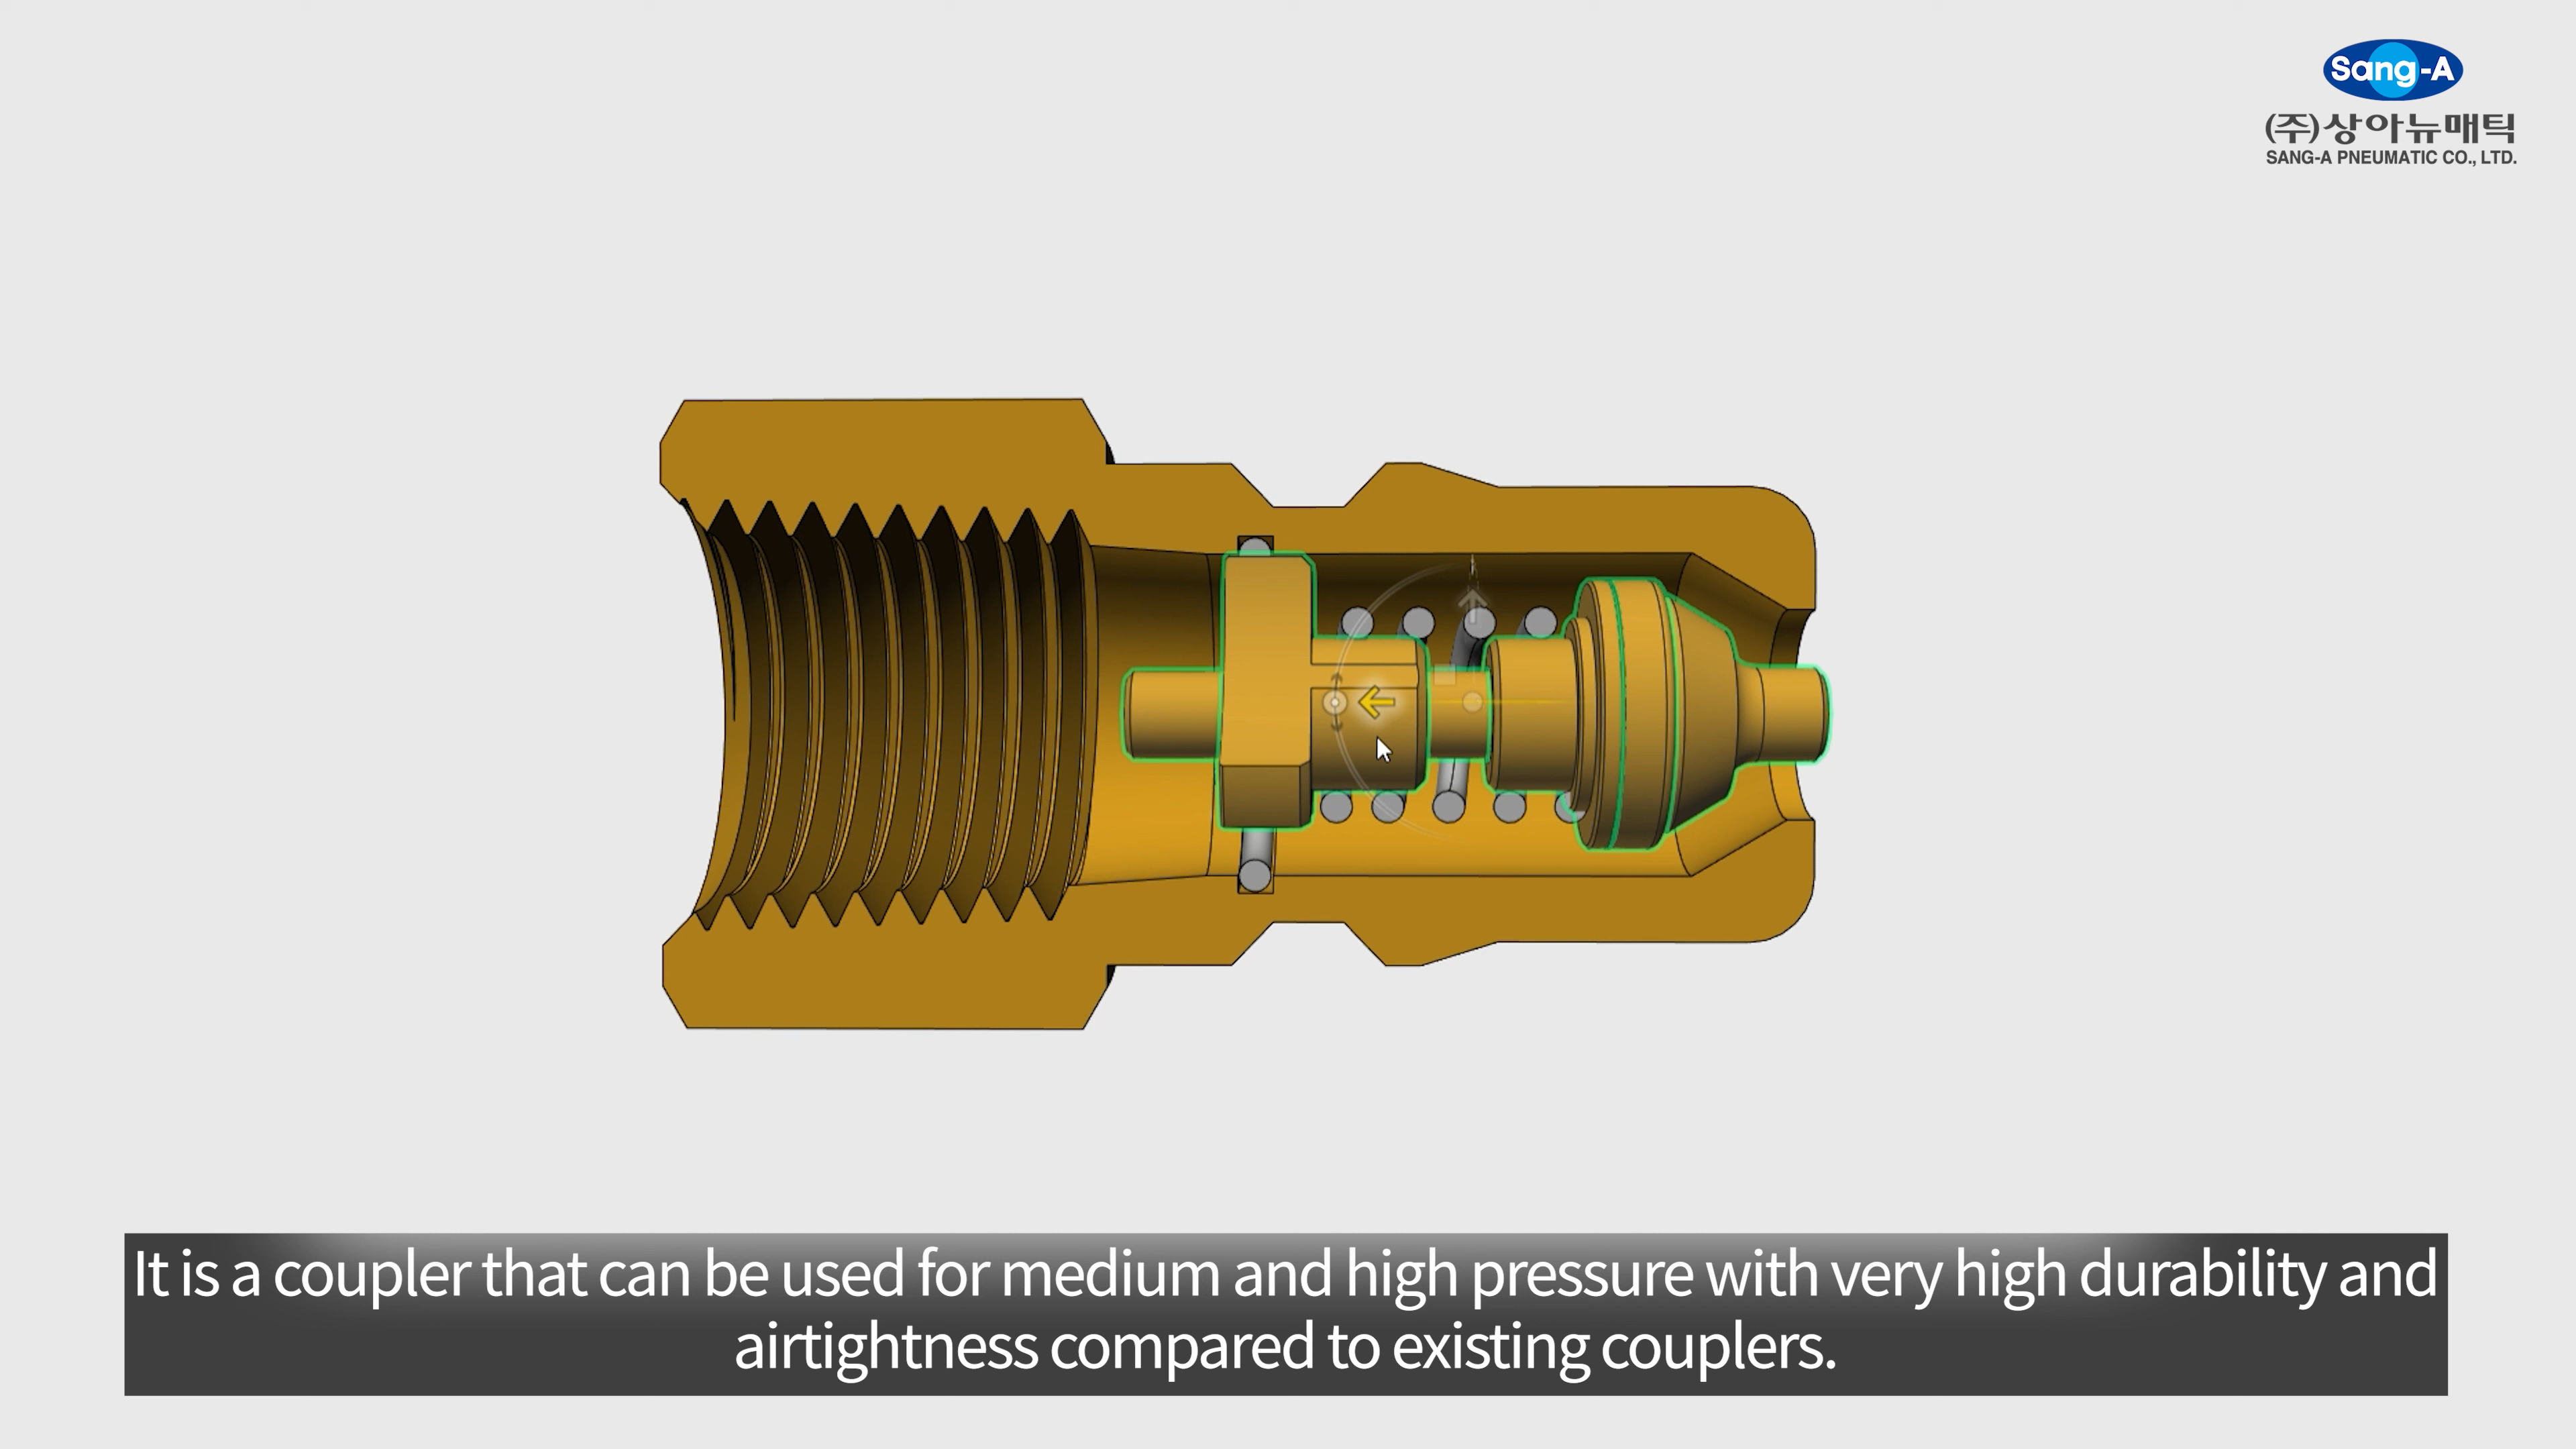 Sang-A
(주)상아뉴매틱
SANG-A PNEUMATIC CO., LTD.
It is a coupler that can be used for medium and high pressure with very high durability and
airtightness compared to existing couplers.